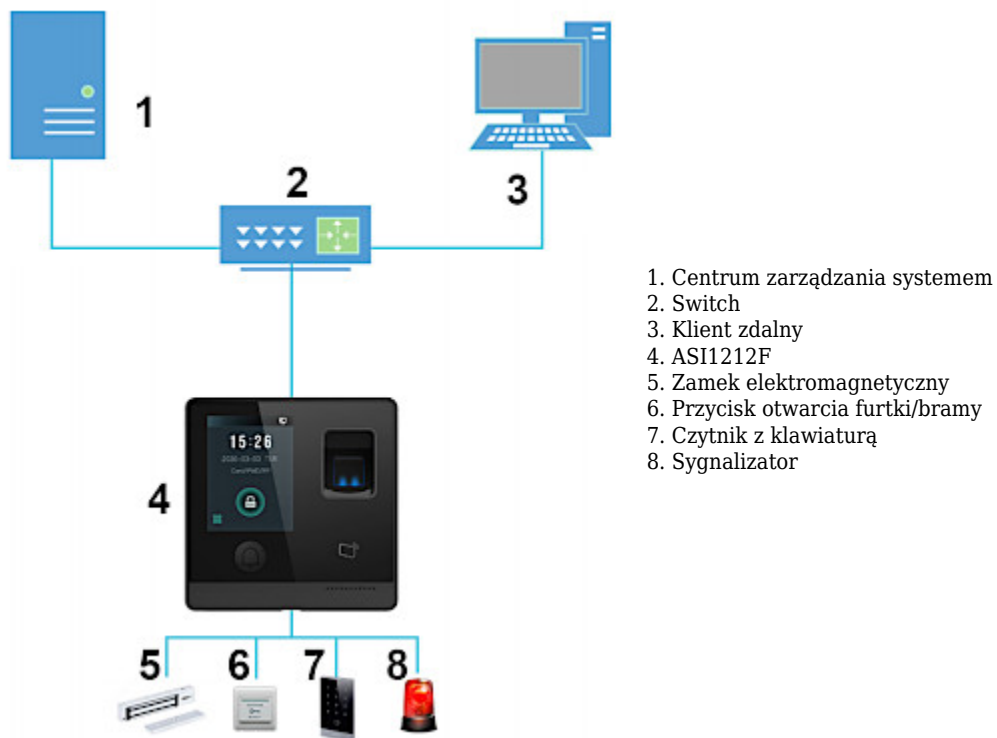 1
2
3
15:26
4
5
6
7
8
1. Centrum zarządzania systemem
2. Switch
3. Klient zdalny
4. ASI1212F
5. Zamek elektromagnetyczny
6. Przycisk otwarcia furtki/bramy
7. Czytnik z klawiaturą
8. Sygnalizator